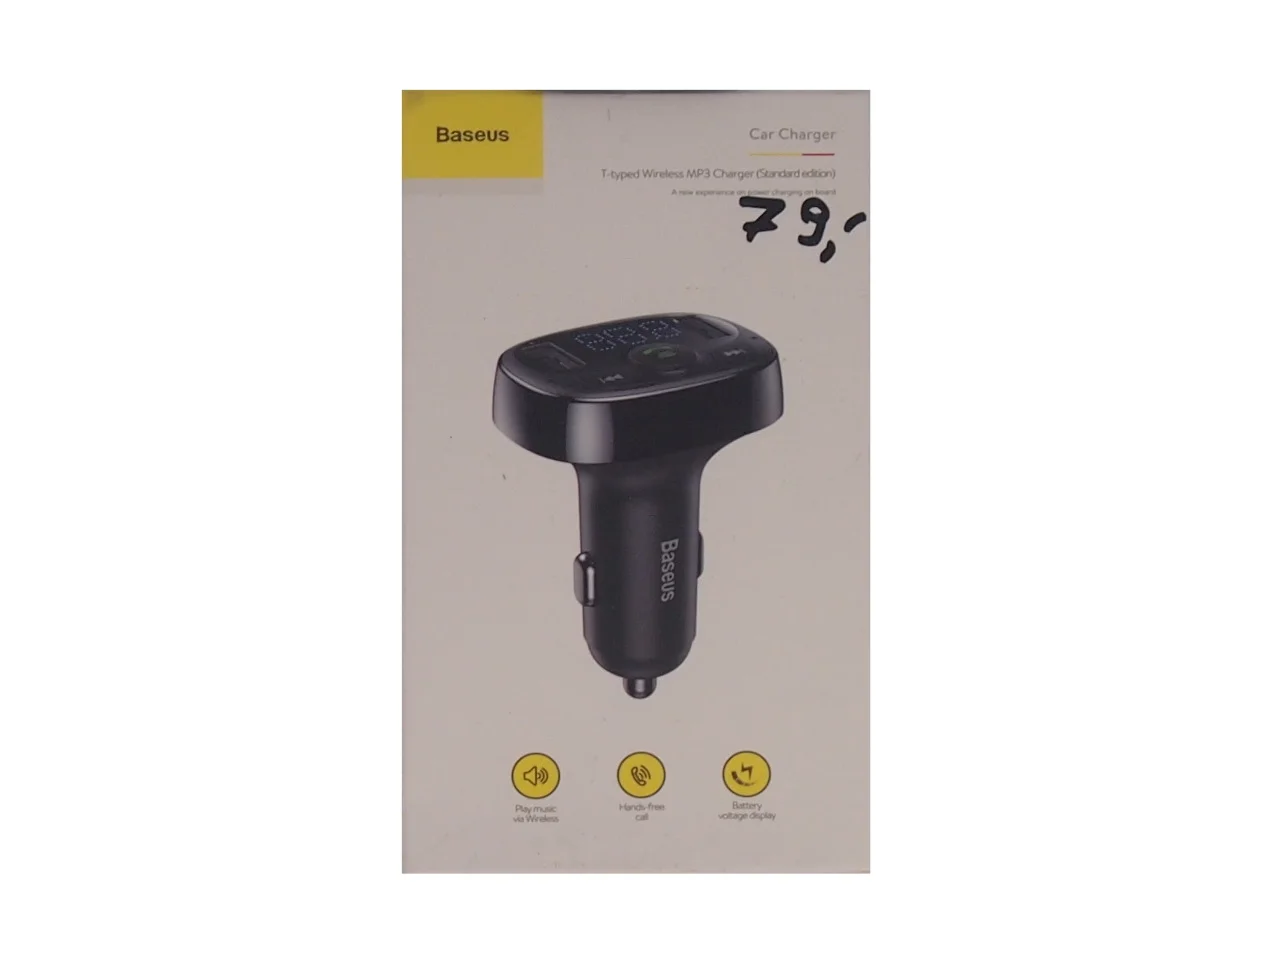 Baseus
Car Charger
T-typed Wireless MP3 Charger (Standard edition)
A new experience on power charging on board
79,-
Baseus
Play music
via Wireless
Hands-free
call
Battery
voltage display